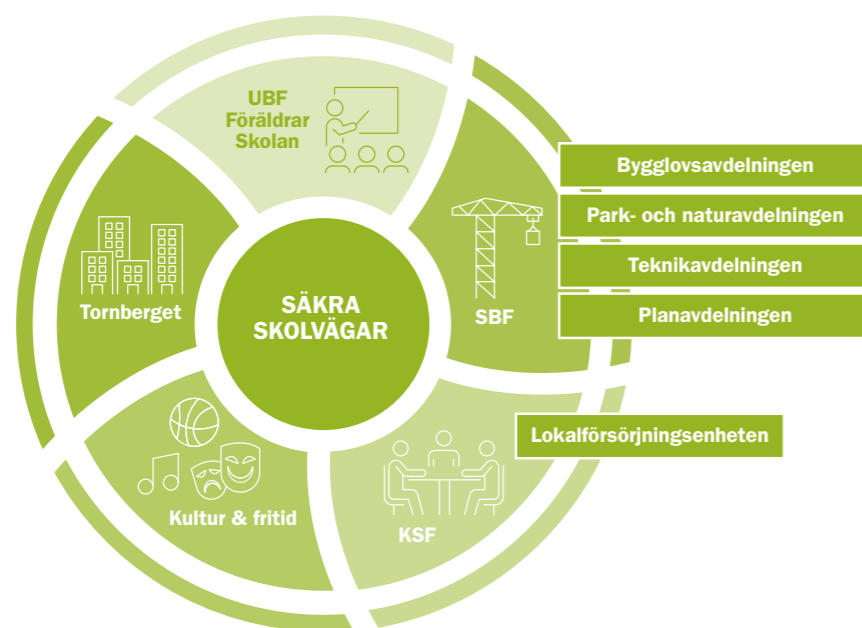 UBF
Föräldrar
Skolan
Bygglovsavdelningen
Park- och naturavdelningen
Teknikavdelningen
Planavdelningen
SBF
Tornberget
SÄKRA
SKOLVÄGAR
Lokalförsörjningsenheten
KSF
Kultur & fritid